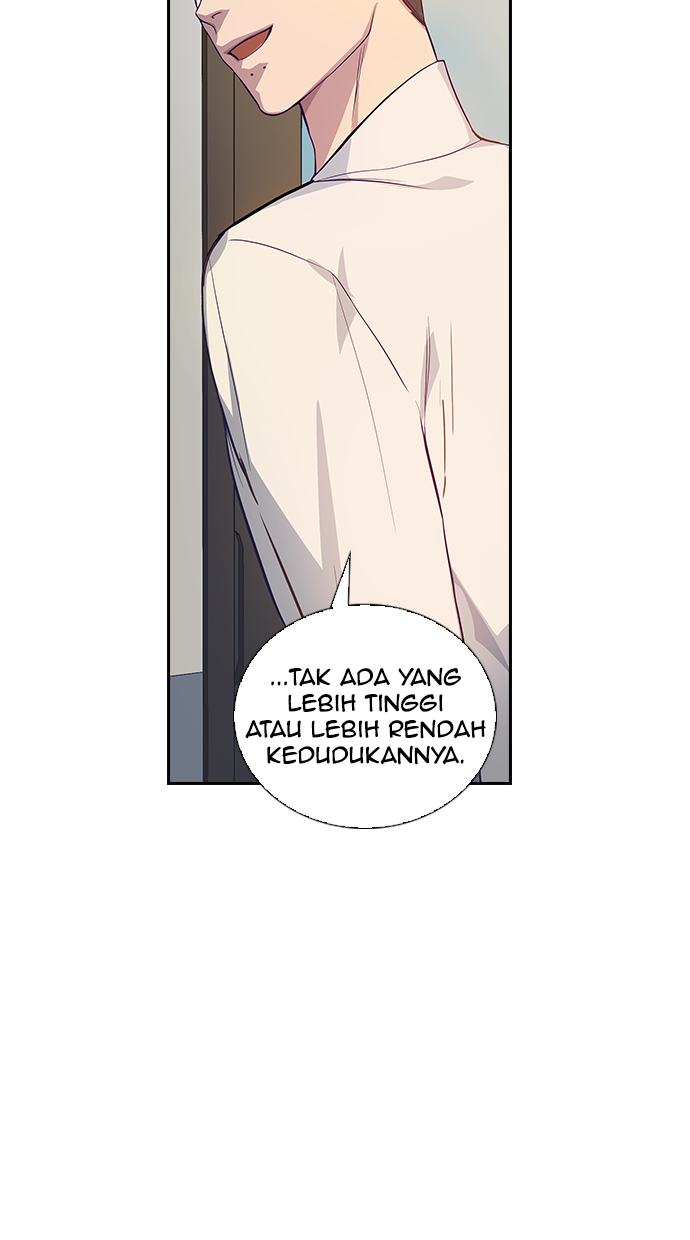 ...TAK ADA YANG
LEBIH TINGGI
ATAU LEBIH RENDAH
KEDUDUKANNYA.